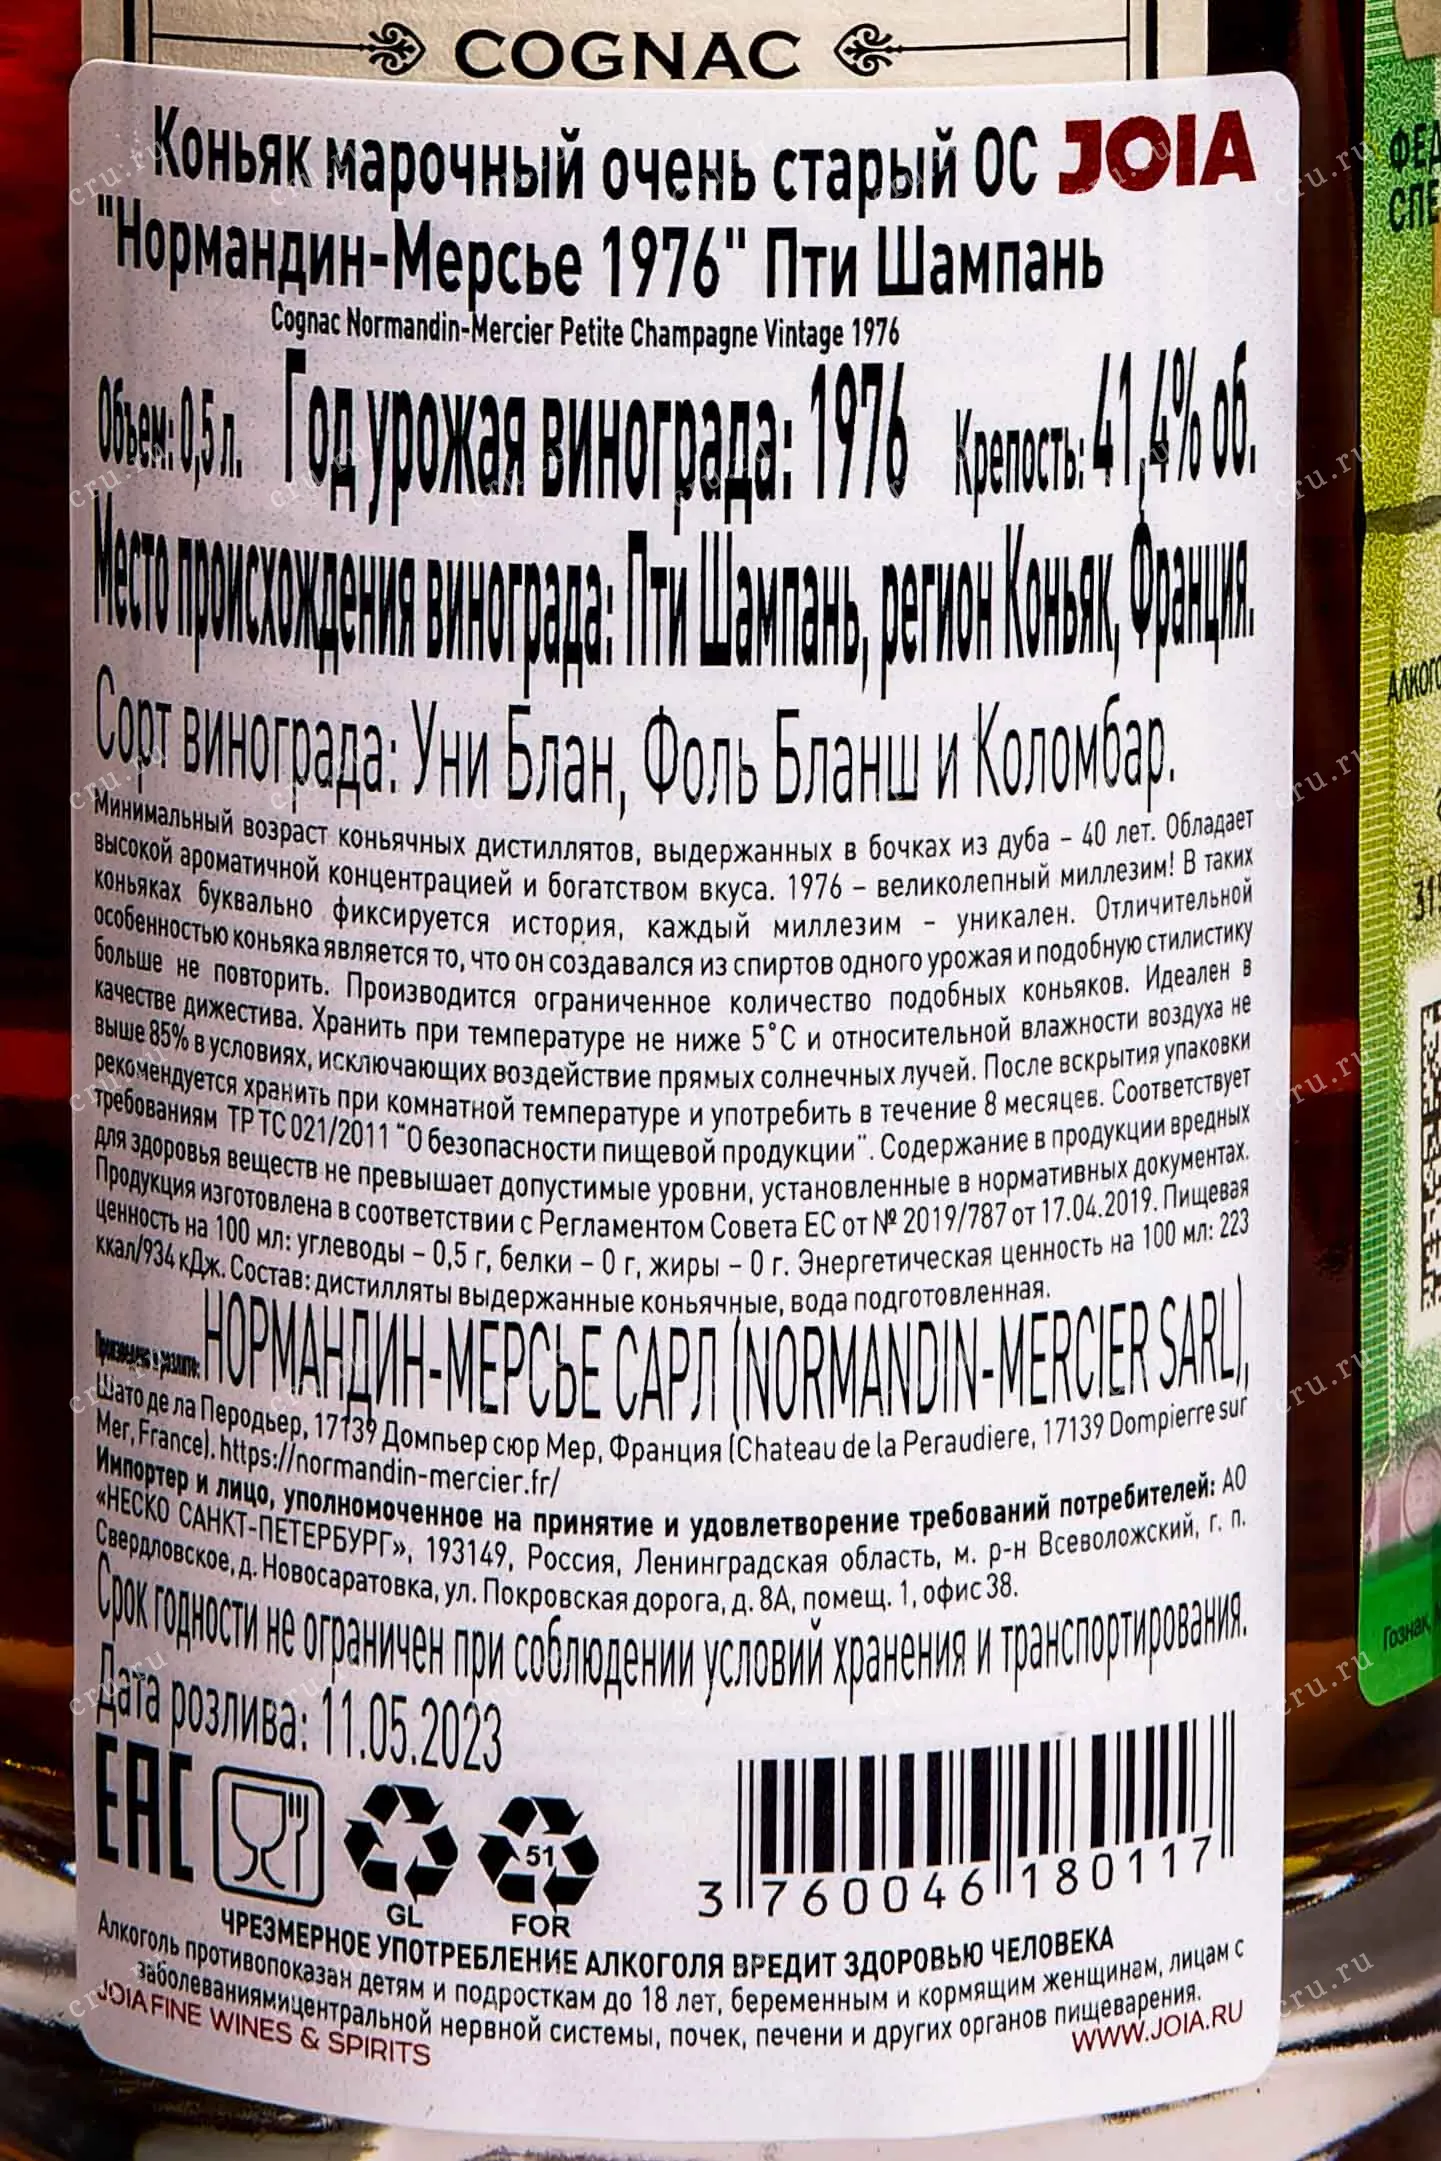 COGNAC
Коньяк марочный очень старый ОС JOIA
"Нормандин-Мерсье 1976" Пти Шампань
Cognac Normandin-Mercier Petite Champagne Vintage 1976
Объем: 0,5 л. Год урожая винограда: 1976 Крепость: 41,4% об.
Место происхождения винограда: Пти Шампань, регион Коньяк, Франция.
Сорт винограда: Уни Блан, Фоль Бланш и Коломбар.
Минимальный возраст коньячных дистиллятов, выдержанных в бочках из дуба – 40 лет. Обладает
высокой ароматичной концентрацией и богатством вкуса. 1976 – великолепный миллезим! В таких
коньяках буквально фиксируется история, каждый миллезим – уникален. Отличительной
особенностью коньяка является то, что он создавался из спиртов одного урожая и подобную стилистику
больше не повторить. Производится ограниченное количество подобных коньяков. Идеален в
качестве дижестива. Хранить при температуре не ниже 5°С и относительной влажности воздуха не
выше 85% в условиях, исключающих воздействие прямых солнечных лучей. После вскрытия упаковки
рекомендуется хранить при комнатной температуре и употребить в течение 8 месяцев. Соответствует
требованиям ТР ТС 021/2011 "О безопасности пищевой продукции". Содержание в продукции вредных
для здоровья веществ не превышает допустимые уровни, установленные в нормативных документах.
Продукция изготовлена в соответствии с Регламентом Совета ЕС от № 2019/787 от 17.04.2019. Пищевая
ценность на 100 мл: углеводы – 0,5 г, белки – 0 г, жиры – 0 г. Энергетическая ценность на 100 мл: 223
ккал/934 кДж. Состав: дистилляты выдержанные коньячные, вода подготовленная.
Произведено и розлито: НОРМАНДИН-МЕРСЬЕ САРЛ (NORMANDIN-MERCIER SARL),
Шато де ла Перодьер, 17139 Домпьер сюр Мер, Франция (Chateau de la Peraudiere, 17139 Dompierre sur
Mer, France). https://normandin-mercier.fr/
Импортер и лицо, уполномоченное на принятие и удовлетворение требований потребителей: АО
«НЕСКО САНКТ-ПЕТЕРБУРГ», 193149, Россия, Ленинградская область, м. р-н Всеволожский, г. п.
Свердловское, д. Новосаратовка, ул. Покровская дорога, д. 8А, помещ. 1, офис 38.
Срок годности не ограничен при соблюдении условий хранения и транспортирования.
Дата розлива: 11.05.2023
EAC
GL
51
FOR
3 760046 180117
ЧРЕЗМЕРНОЕ УПОТРЕБЛЕНИЕ АЛКОГОЛЯ ВРЕДИТ ЗДОРОВЬЮ ЧЕЛОВЕКА
Алкоголь противопоказан детям и подросткам до 18 лет, беременным и кормящим женщинам, лицам с
заболеваниямицентральной нервной системы, почек, печени и других органов пищеварения.
JOIA FINE WINES & SPIRITS
WWW.JOIA.RU
ФЕД
СПЕ
АЛКОГО
315
Гознак,
cru.ru